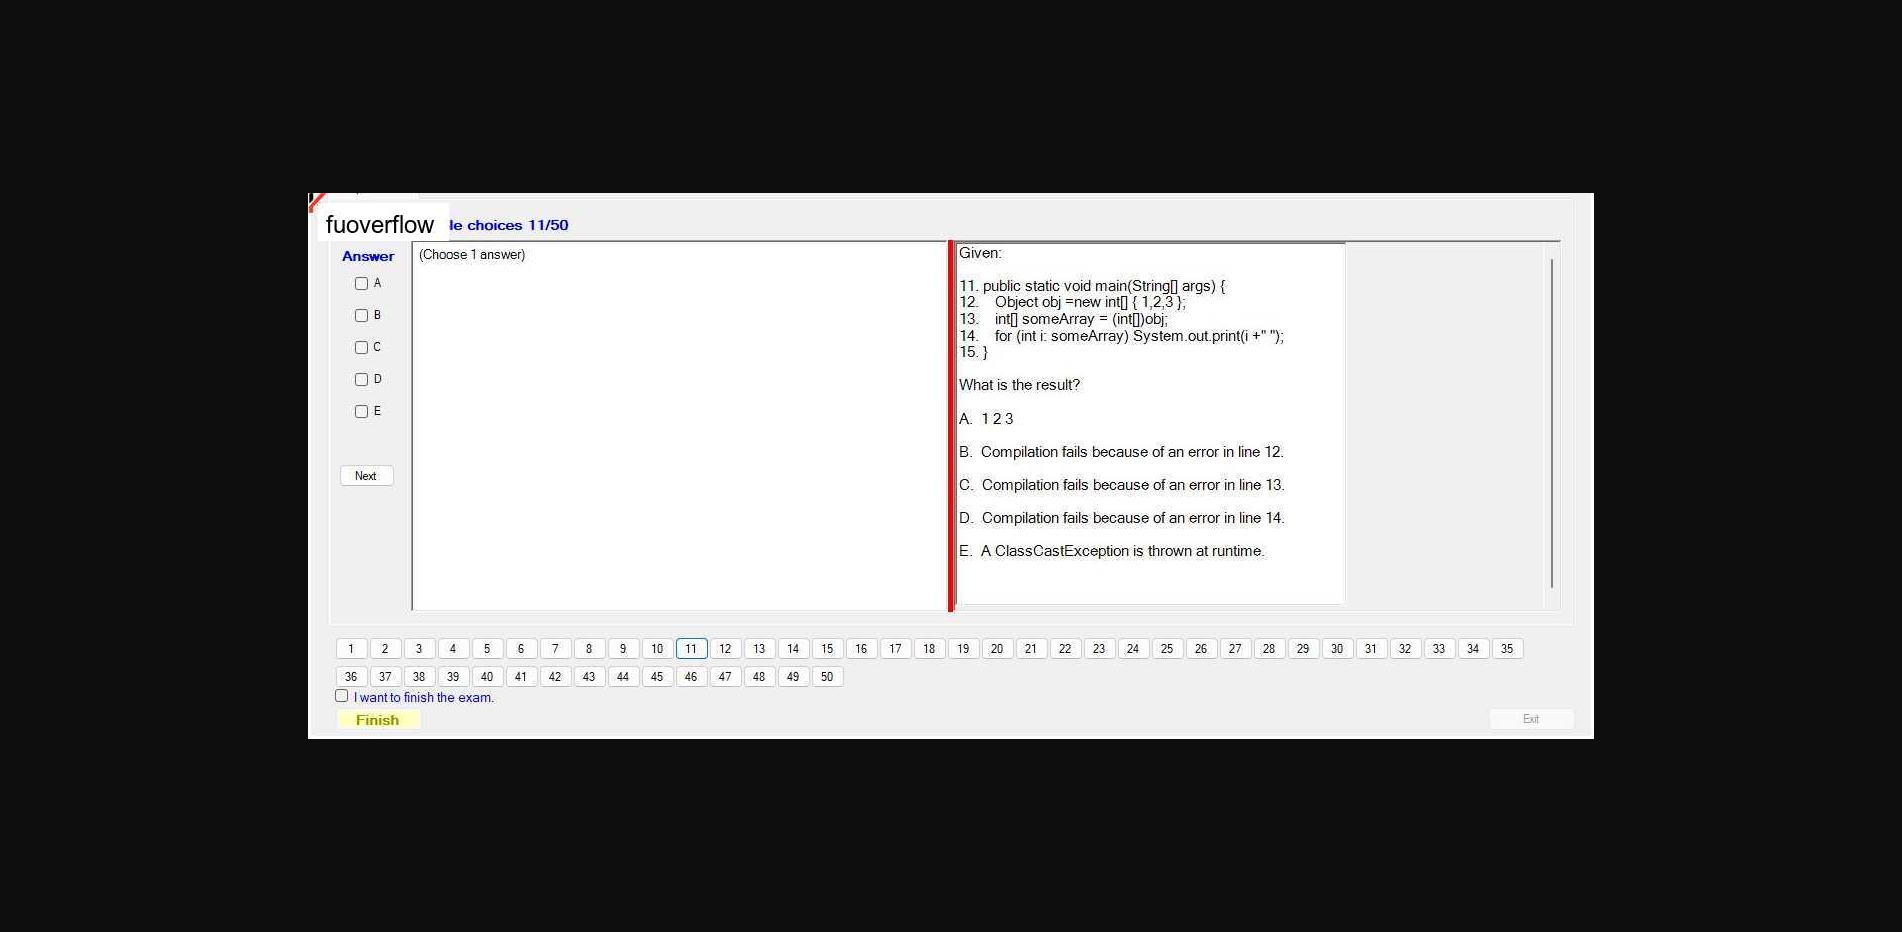 fuoverflow
le choices 11/50
Answer
A
B
C
D
E
Next
(Choose 1 answer)
Given:
11. public static void main(String[] args) {
12.    Object obj =new int[] { 1,2,3 };
13.    int[] someArray = (int[])obj;
14.    for (int i: someArray) System.out.print(i +" ");
15. }
What is the result?
A.  1 2 3
B.  Compilation fails because of an error in line 12.
C.  Compilation fails because of an error in line 13.
D.  Compilation fails because of an error in line 14.
E.  A ClassCastException is thrown at runtime.
1 2 3 4 5 6 7 8 9 10 11 12 13 14 15 16 17 18 19 20 21 22 23 24 25 26 27 28 29 30 31 32 33 34 35
36 37 38 39 40 41 42 43 44 45 46 47 48 49 50
I want to finish the exam.
Finish
Exit